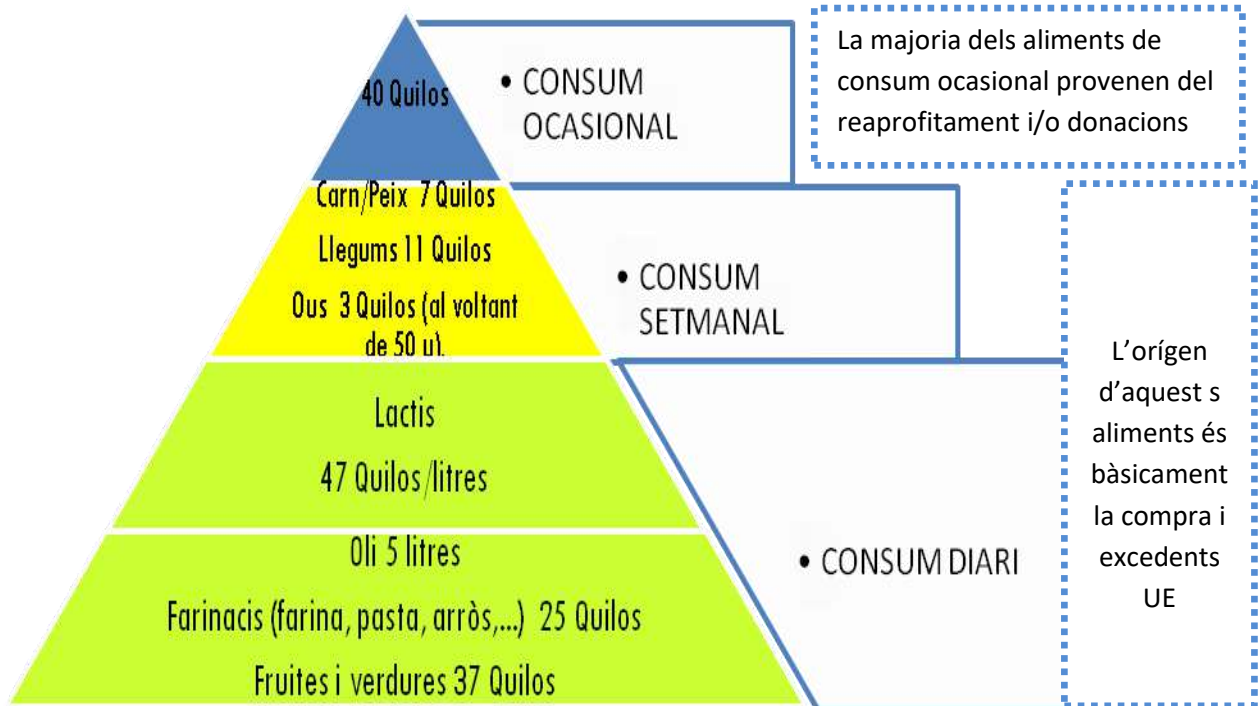 40 Quilos
• CONSUM
OCASIONAL
La majoria dels aliments de
consum ocasional provenen del
reaprofitament i/o donacions
Carn/Peix 7 Quilos
Llegums 11 Quilos
Ous 3 Quilos (al voltant
de 50 u).
• CONSUM
SETMANAL
Lactis
47 Quilos/litres
Oli 5 litres
Farinacis (farina, pasta, arròs,...) 25 Quilos
Fruites i verdures 37 Quilos
• CONSUM DIARI
L’orígen
d’aquest s
aliments és
bàsicament
la compra i
excedents
UE